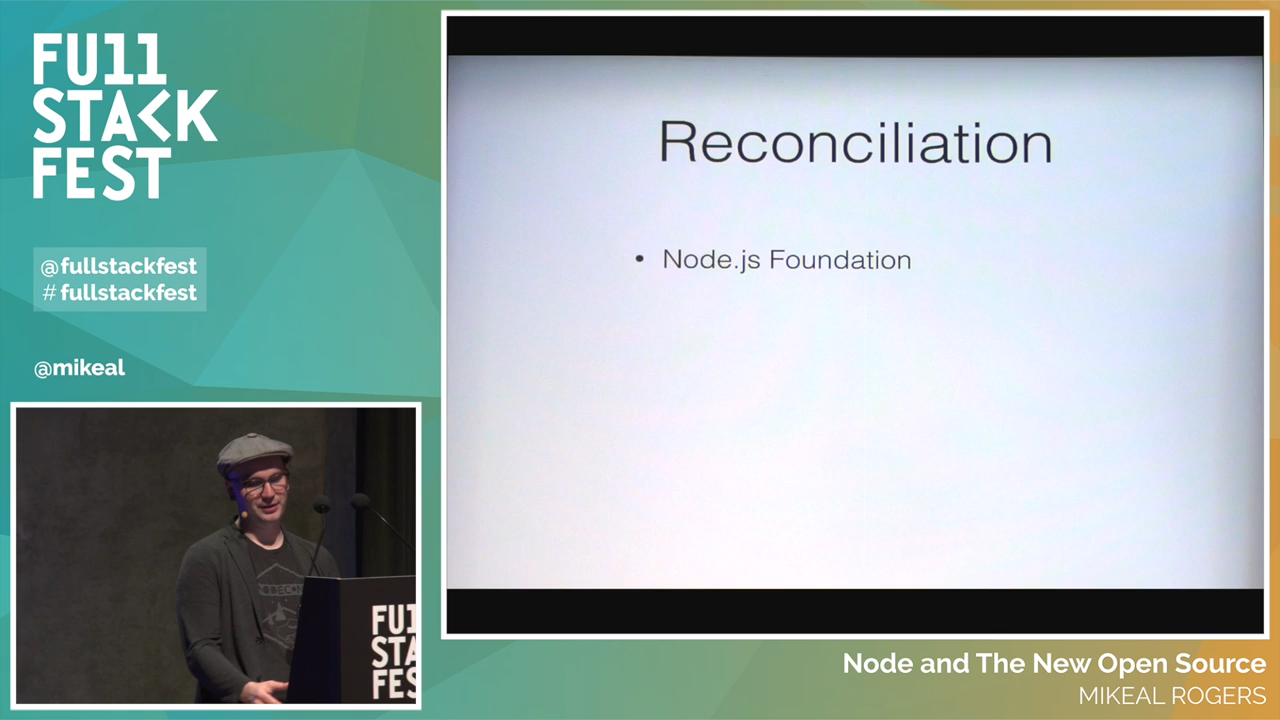 FU11
STACK
FEST
@fullstackfest
# fullstackfest
@mikeal
Reconciliation
• Node.js Foundation
FU1
STA
FES
Node and The New Open Source
MIKEAL ROGERS